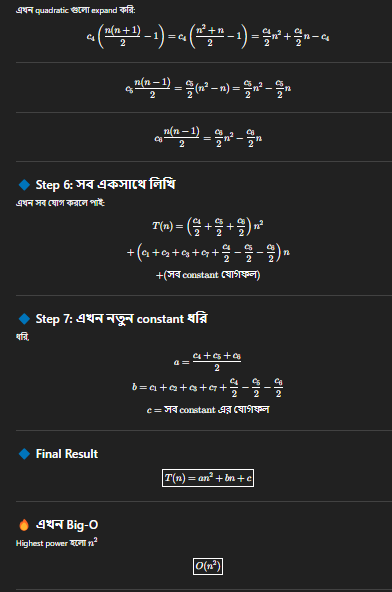 এখন quadratic গুলো expand করি:
c₄ ( n(n+1)/2 − 1 ) = c₄ ( (n² + n)/2 − 1 ) = c₄/2 n² + c₄/2 n − c₄
c₅ n(n−1)/2 = c₅/2 (n² − n) = c₅/2 n² − c₅/2 n
c₆ n(n−1)/2 = c₆/2 n² − c₆/2 n
🔷 Step 6: সব একসাথে লিখি
এখন সব যোগ করলে পাই:
T(n) = ( c₄/2 + c₅/2 + c₆/2 ) n²
+ ( c₁ + c₂ + c₃ + c₇ + c₄/2 − c₅/2 − c₆/2 ) n
+(সব constant যোগফল)
🔷 Step 7: এখন নতুন constant ধরি
ধরি,
a = (c₄ + c₅ + c₆)/2
b = c₁ + c₂ + c₃ + c₇ + c₄/2 − c₅/2 − c₆/2
c = সব constant এর যোগফল
🔷 Final Result
T(n) = an² + bn + c
🔥 এখন Big-O
Highest power হলো n²
O(n²)